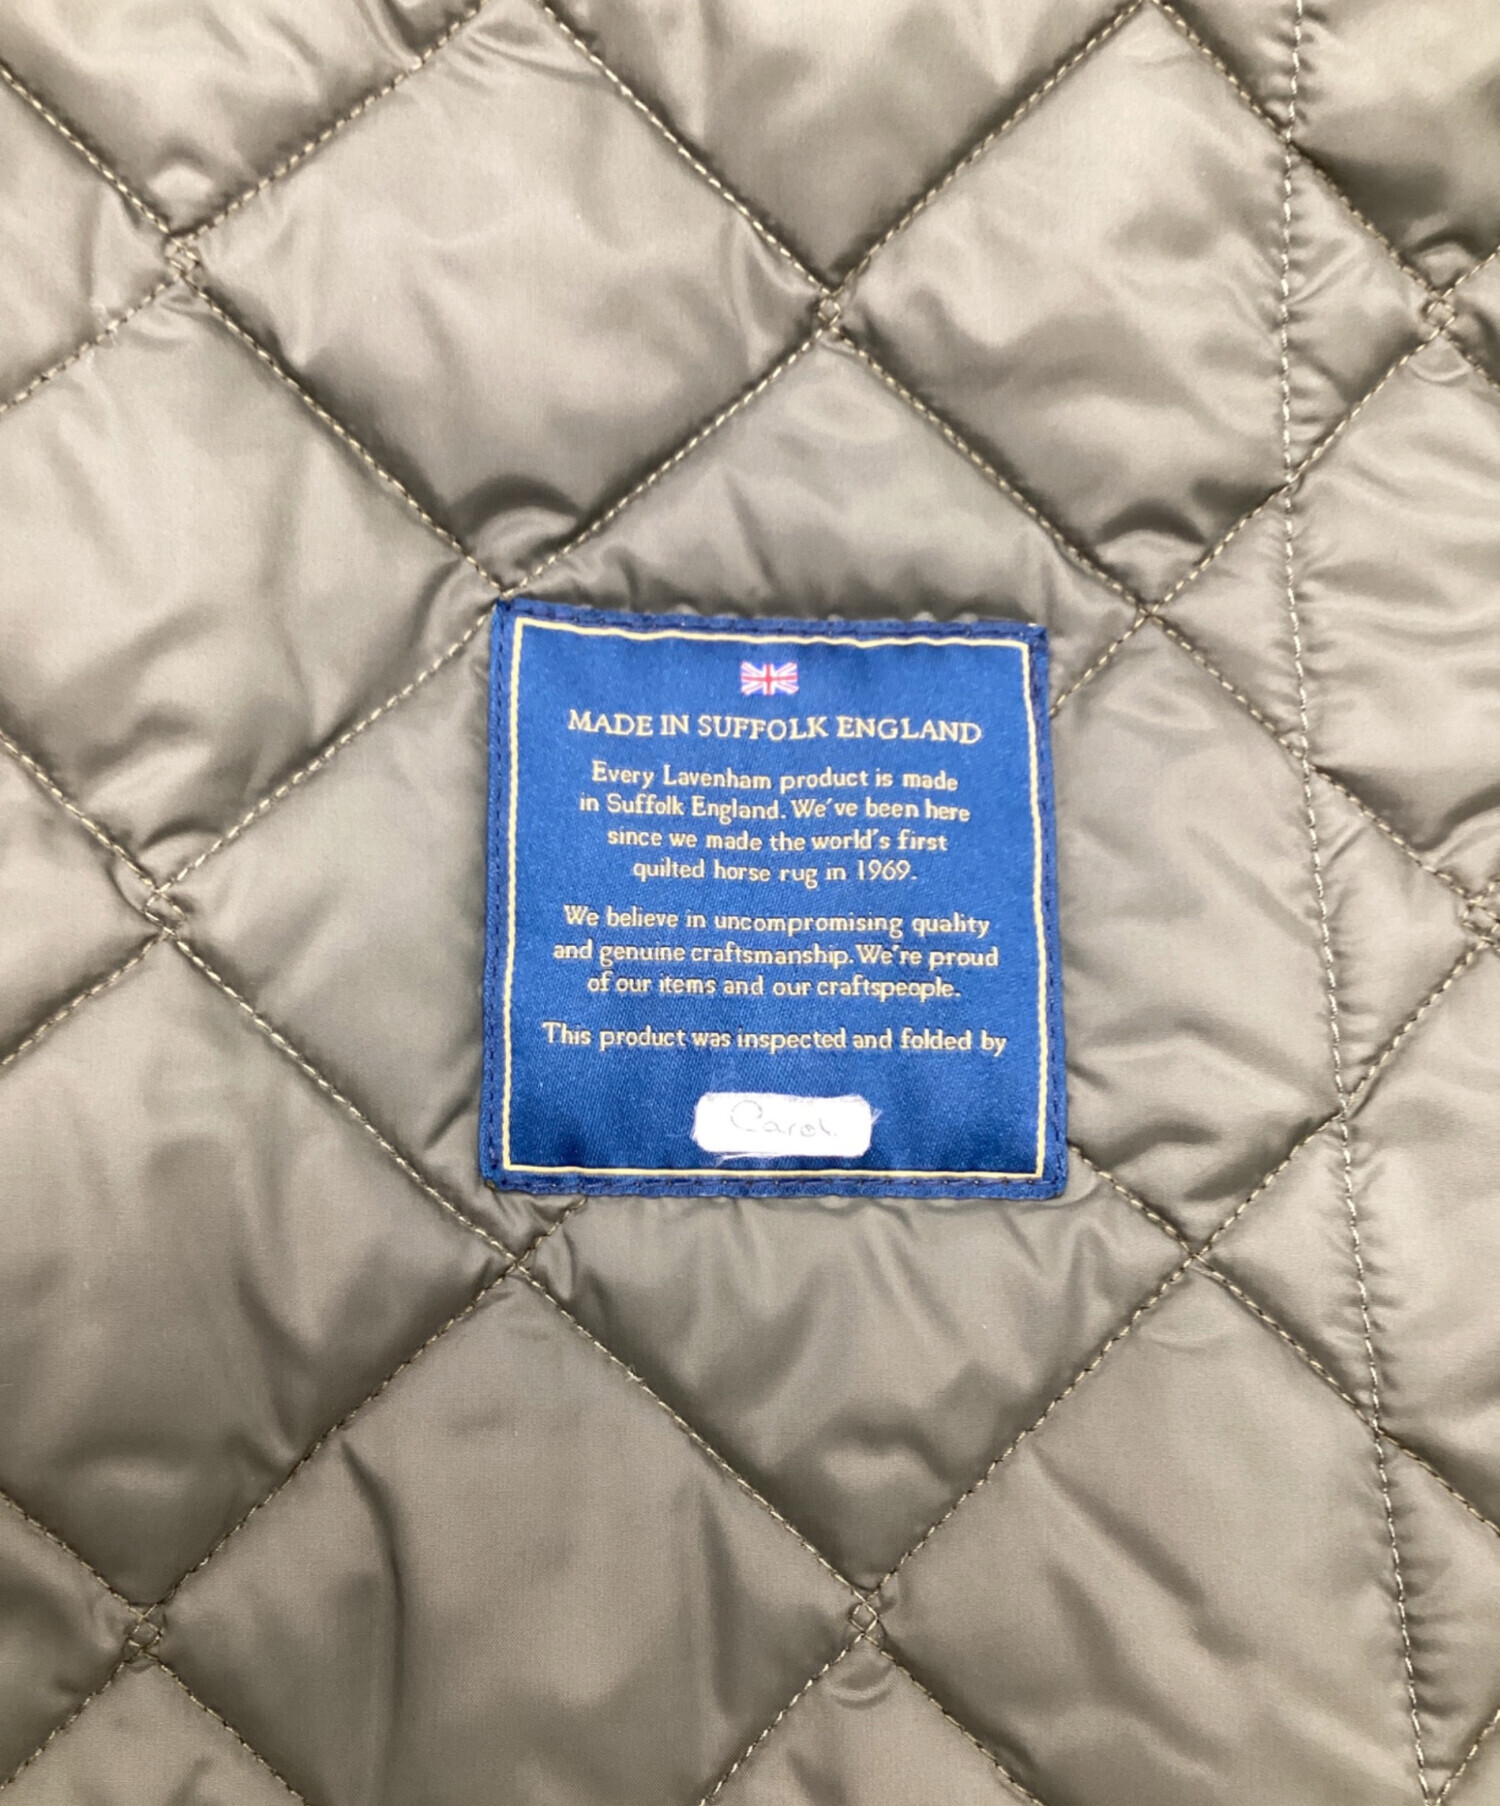 MADE IN SUFFOLK ENGLAND
Every Lavenham product is made
in Suffolk England. We've been here
since we made the world's first
quilted horse rug in 1969.
We believe in uncompromising quality
and genuine craftsmanship. We're proud
of our items and our craftspeople.
This product was inspected and folded by
Carol.